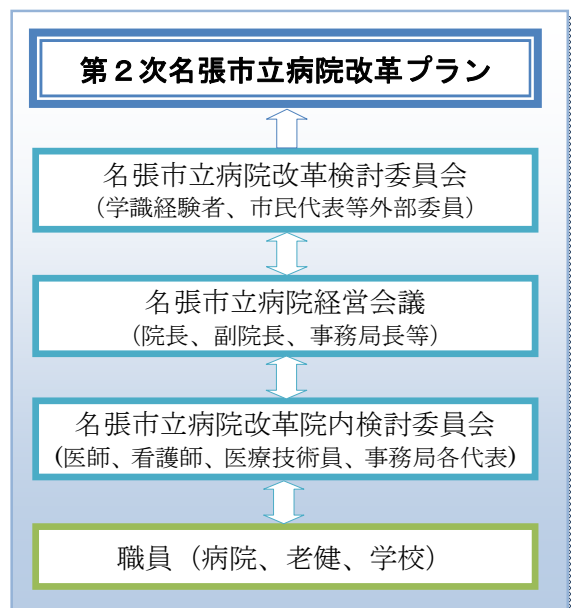 第２次名張市立病院改革プラン
名張市立病院改革検討委員会
（学識経験者、市民代表等外部委員）
名張市立病院経営会議
（院長、副院長、事務局長等）
名張市立病院改革院内検討委員会
(医師、看護師、医療技術員、事務局各代表)
職員（病院、老健、学校）